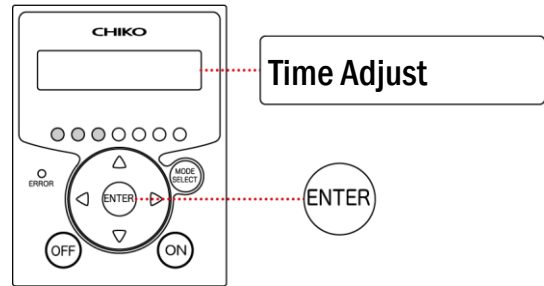 CHIKO
Time Adjust
ERROR
MODE
SELECT
ENTER
ENTER
OFF
ON